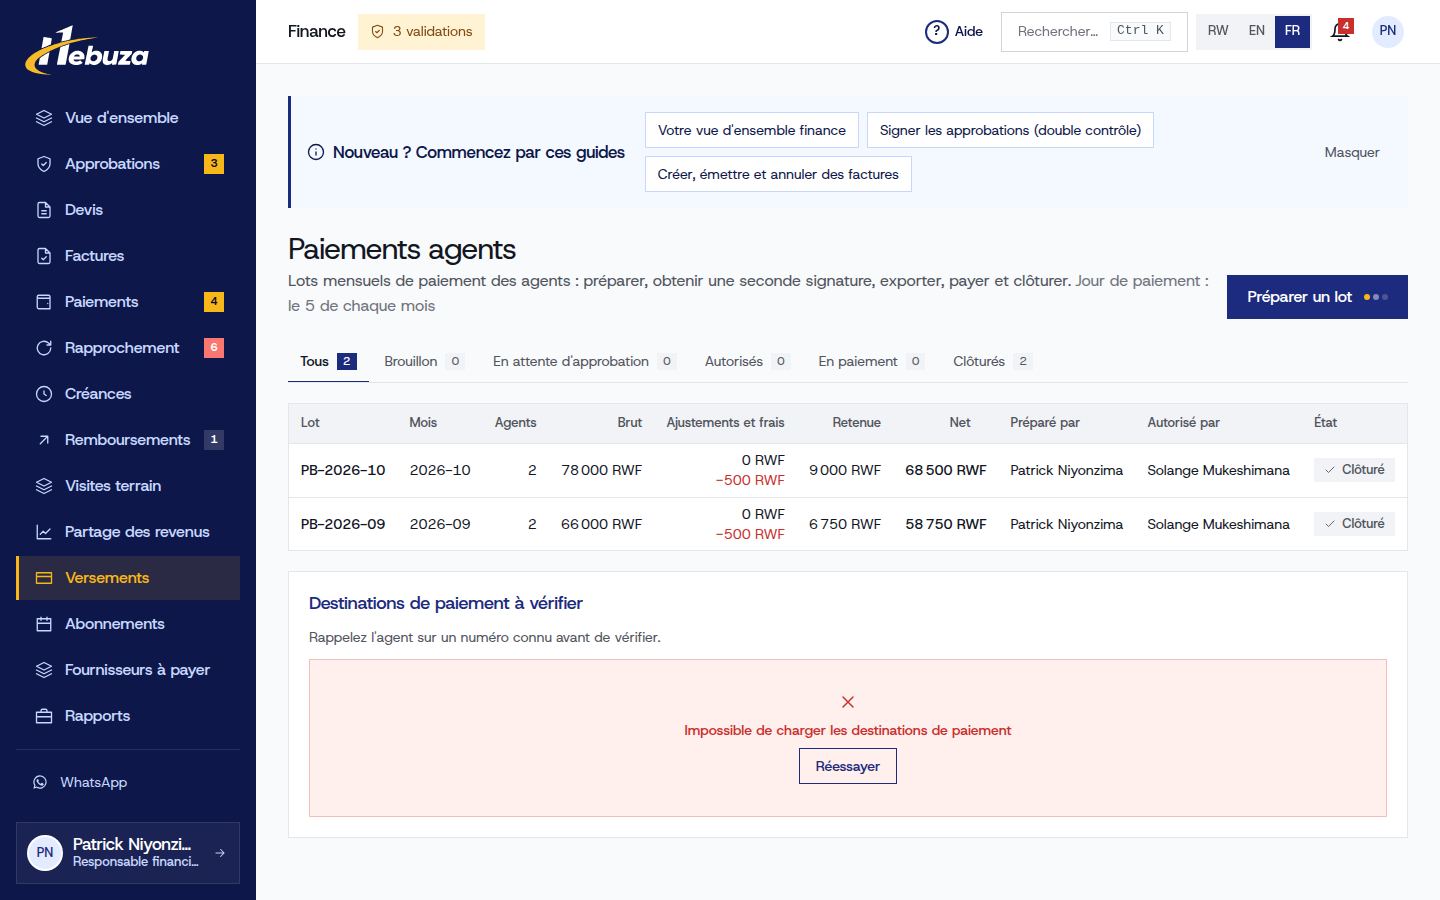 Hebuza
Vue d'ensemble
Approbations 3
Devis
Factures
Paiements 4
Rapprochement 6
Créances
Remboursements 1
Visites terrain
Partage des revenus
Versements
Abonnements
Fournisseurs à payer
Rapports
WhatsApp
PN
Patrick Niyonzi...
Responsable financi...
Finance 3 validations ? Aide Rechercher... Ctrl K RW EN FR 4 PN
Nouveau ? Commencez par ces guides
Votre vue d'ensemble finance
Signer les approbations (double contrôle)
Créer, émettre et annuler des factures
Masquer
Paiements agents
Lots mensuels de paiement des agents : préparer, obtenir une seconde signature, exporter, payer et clôturer. Jour de paiement :
le 5 de chaque mois
Préparer un lot
Tous 2 Brouillon 0 En attente d'approbation 0 Autorisés 0 En paiement 0 Clôturés 2
Lot Mois Agents Brut Ajustements et frais Retenue Net Préparé par Autorisé par État
PB-2026-10 2026-10 2 78 000 RWF 0 RWF 9 000 RWF 68 500 RWF Patrick Niyonzima Solange Mukeshimana Clôturé
−500 RWF
PB-2026-09 2026-09 2 66 000 RWF 0 RWF 6 750 RWF 58 750 RWF Patrick Niyonzima Solange Mukeshimana Clôturé
−500 RWF
Destinations de paiement à vérifier
Rappelez l'agent sur un numéro connu avant de vérifier.
Impossible de charger les destinations de paiement
Réessayer